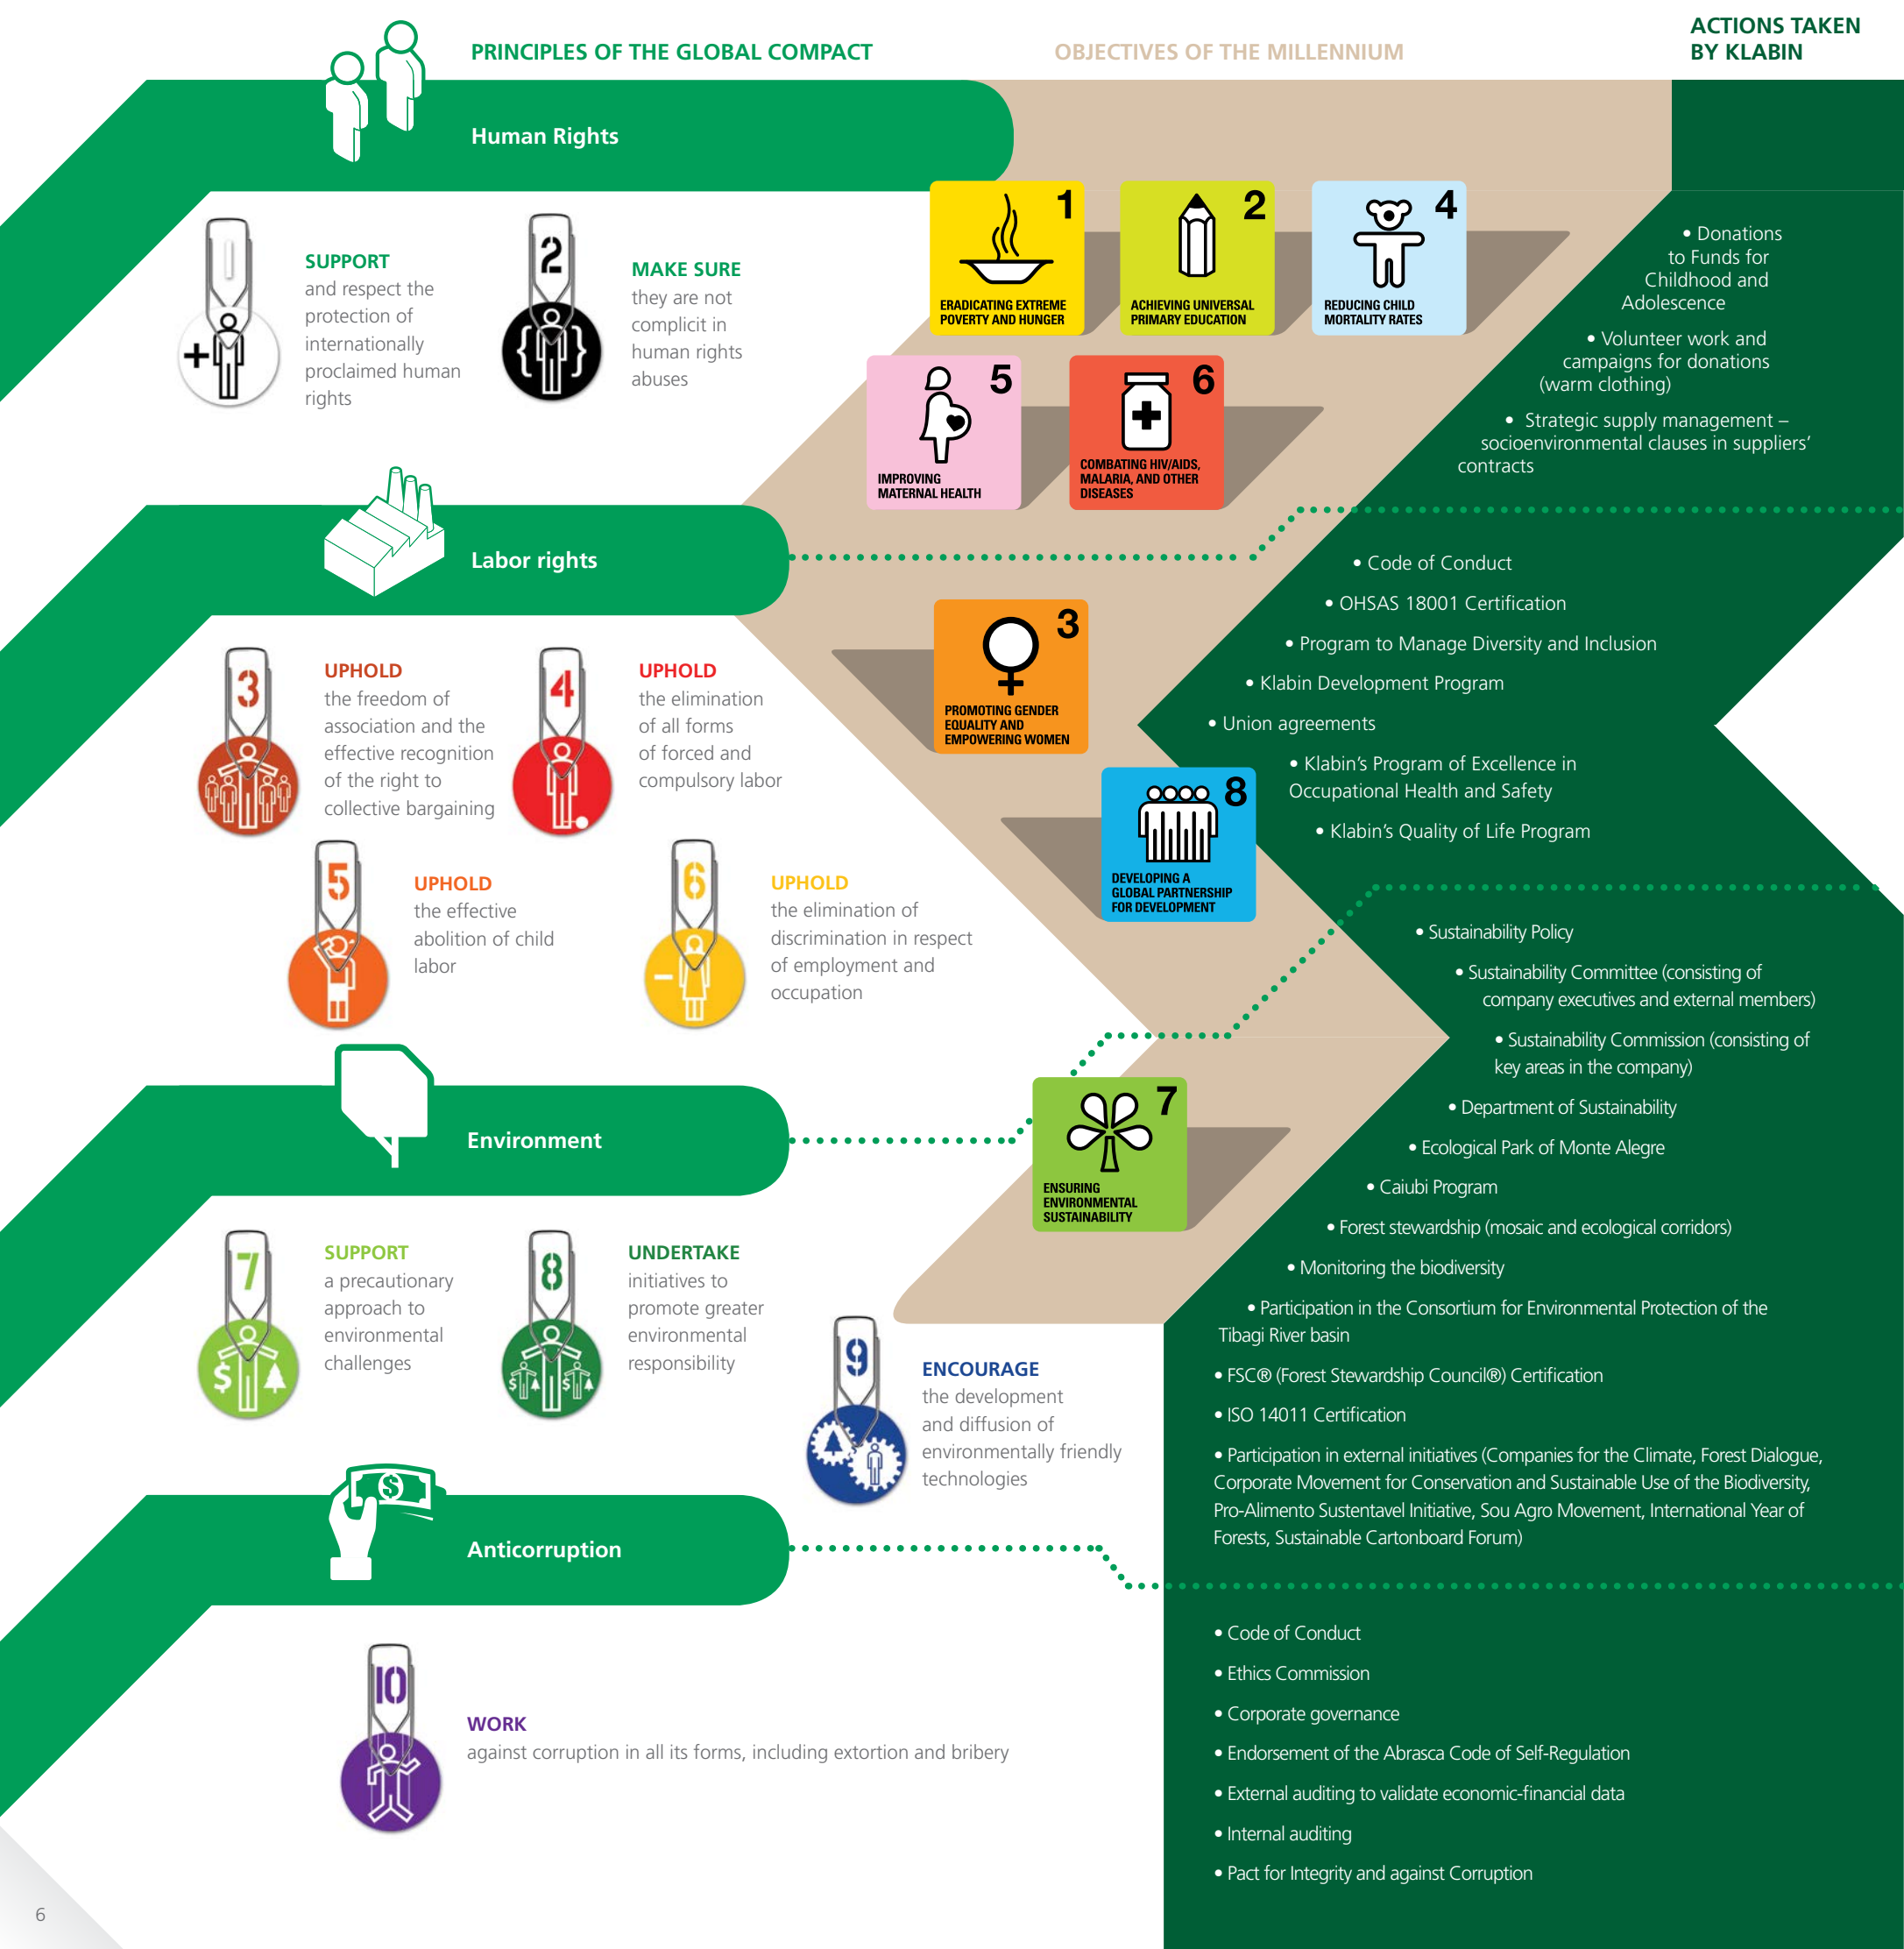 PRINCIPLES OF THE GLOBAL COMPACT
OBJECTIVES OF THE MILLENNIUM
ACTIONS TAKEN
BY KLABIN
Human Rights
1
SUPPORT
and respect the
protection of
internationally
proclaimed human
rights
2
MAKE SURE
they are not
complicit in
human rights
abuses
1
ERADICATING EXTREME
POVERTY AND HUNGER
2
ACHIEVING UNIVERSAL
PRIMARY EDUCATION
4
REDUCING CHILD
MORTALITY RATES
5
IMPROVING
MATERNAL HEALTH
6
COMBATING HIV/AIDS,
MALARIA, AND OTHER
DISEASES
• Donations
to Funds for
Childhood and
Adolescence
• Volunteer work and
campaigns for donations
(warm clothing)
• Strategic supply management –
socioenvironmental clauses in suppliers’
contracts
Labor rights
3
UPHOLD
the freedom of
association and the
effective recognition
of the right to
collective bargaining
4
UPHOLD
the elimination
of all forms
of forced and
compulsory labor
5
UPHOLD
the effective
abolition of child
labor
6
UPHOLD
the elimination of
discrimination in respect
of employment and
occupation
3
PROMOTING GENDER
EQUALITY AND
EMPOWERING WOMEN
8
DEVELOPING A
GLOBAL PARTNERSHIP
FOR DEVELOPMENT
• Code of Conduct
• OHSAS 18001 Certification
• Program to Manage Diversity and Inclusion
• Klabin Development Program
• Union agreements
• Klabin’s Program of Excellence in
Occupational Health and Safety
• Klabin’s Quality of Life Program
Environment
7
SUPPORT
a precautionary
approach to
environmental
challenges
$
8
UNDERTAKE
initiatives to
promote greater
environmental
responsibility
$ $
9
ENCOURAGE
the development
and diffusion of
environmentally friendly
technologies
7
ENSURING
ENVIRONMENTAL
SUSTAINABILITY
• Sustainability Policy
• Sustainability Committee (consisting of
company executives and external members)
• Sustainability Commission (consisting of
key areas in the company)
• Department of Sustainability
• Ecological Park of Monte Alegre
• Caiubi Program
• Forest stewardship (mosaic and ecological corridors)
• Monitoring the biodiversity
• Participation in the Consortium for Environmental Protection of the
Tibagi River basin
• FSC® (Forest Stewardship Council®) Certification
• ISO 14011 Certification
• Participation in external initiatives (Companies for the Climate, Forest Dialogue,
Corporate Movement for Conservation and Sustainable Use of the Biodiversity,
Pro-Alimento Sustentavel Initiative, Sou Agro Movement, International Year of
Forests, Sustainable Cartonboard Forum)
$
Anticorruption
10
WORK
against corruption in all its forms, including extortion and bribery
• Code of Conduct
• Ethics Commission
• Corporate governance
• Endorsement of the Abrasca Code of Self-Regulation
• External auditing to validate economic-financial data
• Internal auditing
• Pact for Integrity and against Corruption
6